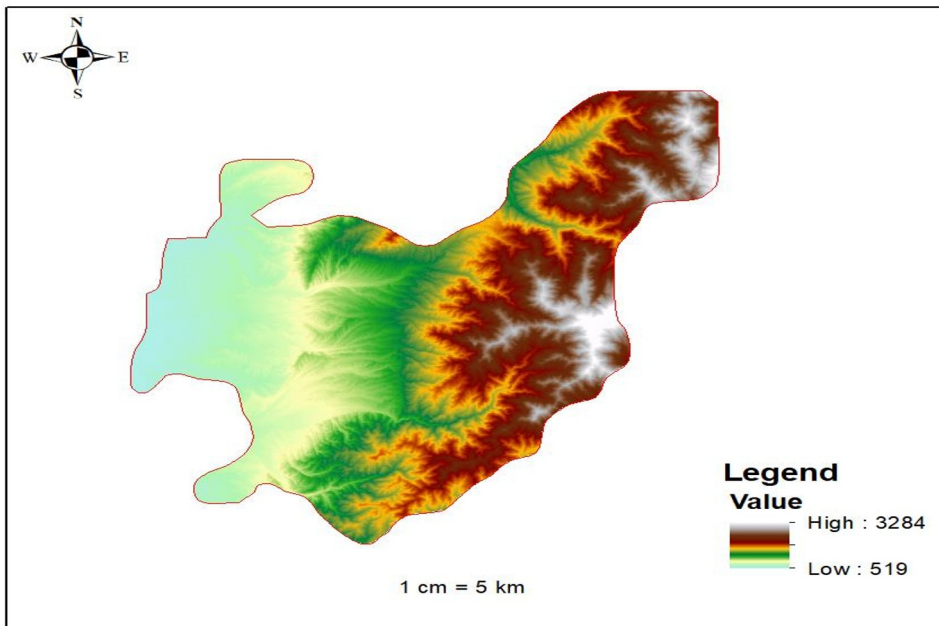 N
W E
S
Legend
Value
High : 3284
Low : 519
1 cm = 5 km